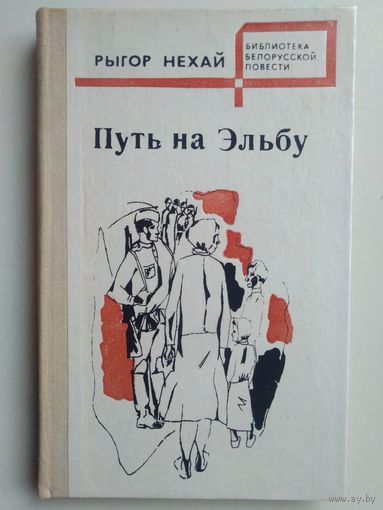 РЫГОР НЕХАЙ
БИБЛИОТЕКА
БЕЛОРУССКОЙ
ПОВЕСТИ
Путь на Эльбу
www.ay.by